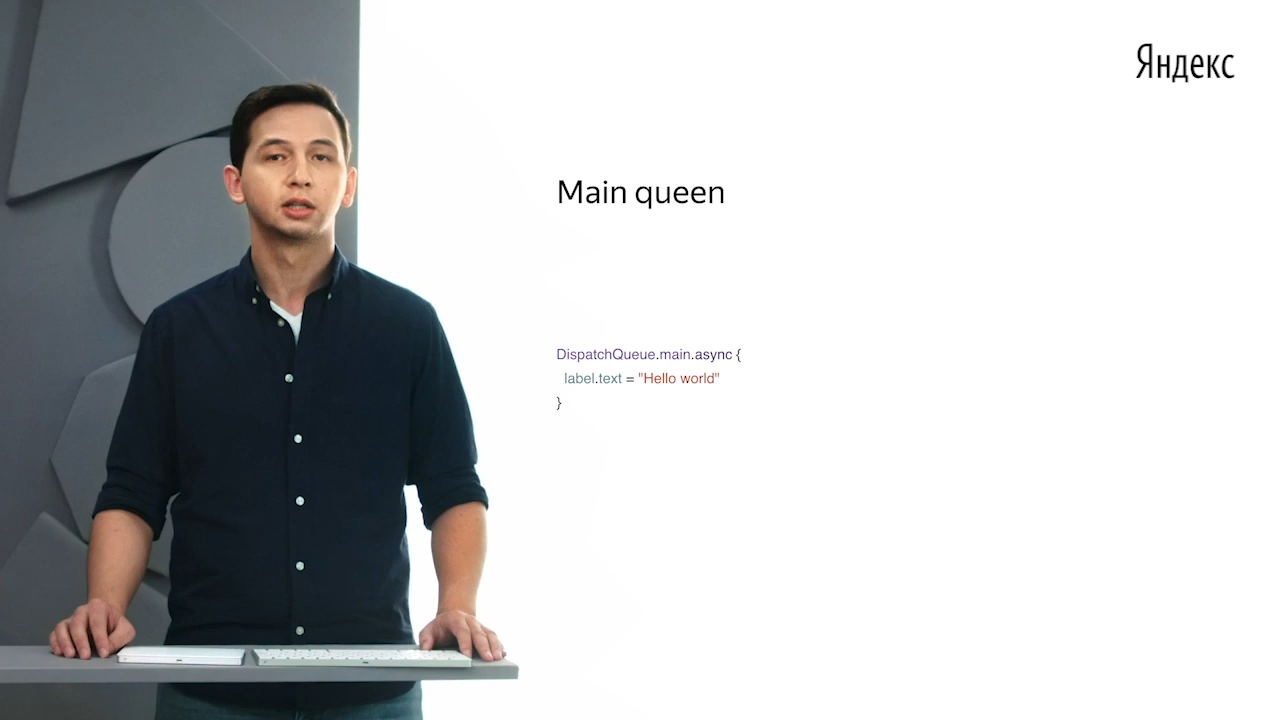 Яндекс
Main queen
DispatchQueue.main.async {
label.text = "Hello world"
}